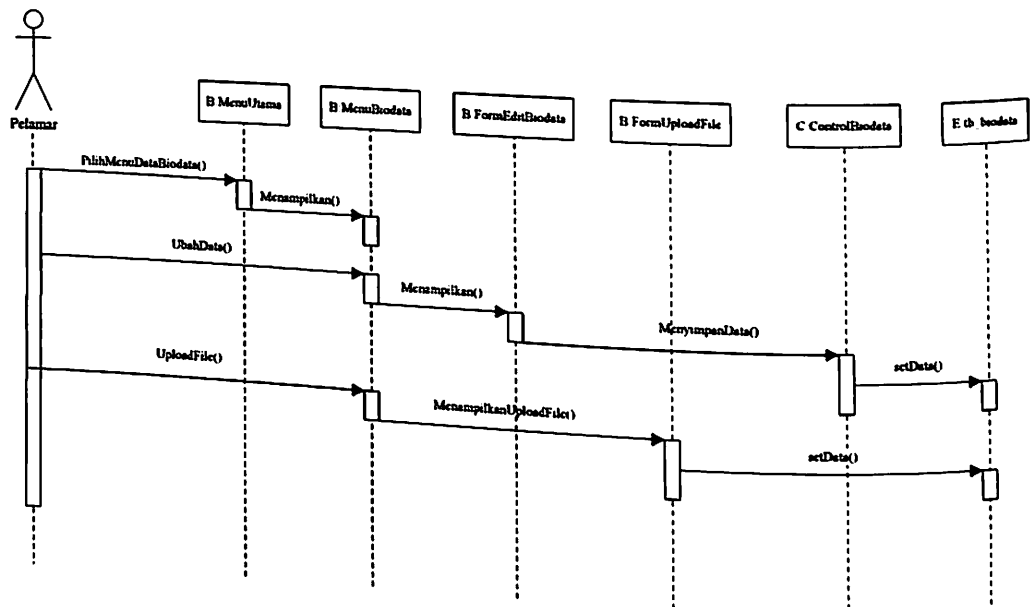 Pelamar
B MenuUtama
B MenuBiodata
B FormEditBiodata
B FormUploadFile
C ControlBiodata
E tb_biodata
PilihMenuDataBiodata()
Menampilkan()
UbahData()
Menampilkan()
MenyimpanData()
setData()
UploadFile()
MenampilkanUploadFile()
setData()